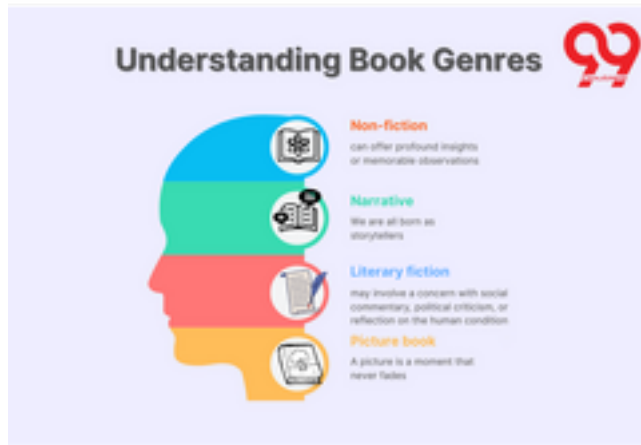 Understanding Book Genres
Non-fiction
can offer profound insights
or memorable observations
Narrative
We are all born as
storytellers
Literary fiction
may involve a concern with social
commentary, political criticism, or
reflection on the human condition
Picture book
A picture is a moment that
never fades